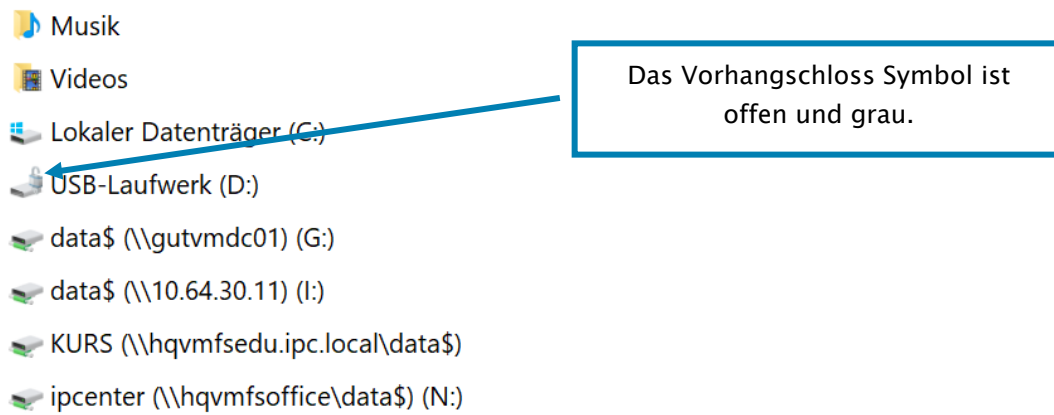 Musik
Videos
Lokaler Datenträger (C:)
USB-Laufwerk (D:)
data$ (\\gutvmdc01) (G:)
data$ (\\10.64.30.11) (I:)
KURS (\\hqvmfsedu.ipc.local\data$)
ipcenter (\\hqvmfsoffice\data$) (N:)
Das Vorhangschloss Symbol ist
offen und grau.